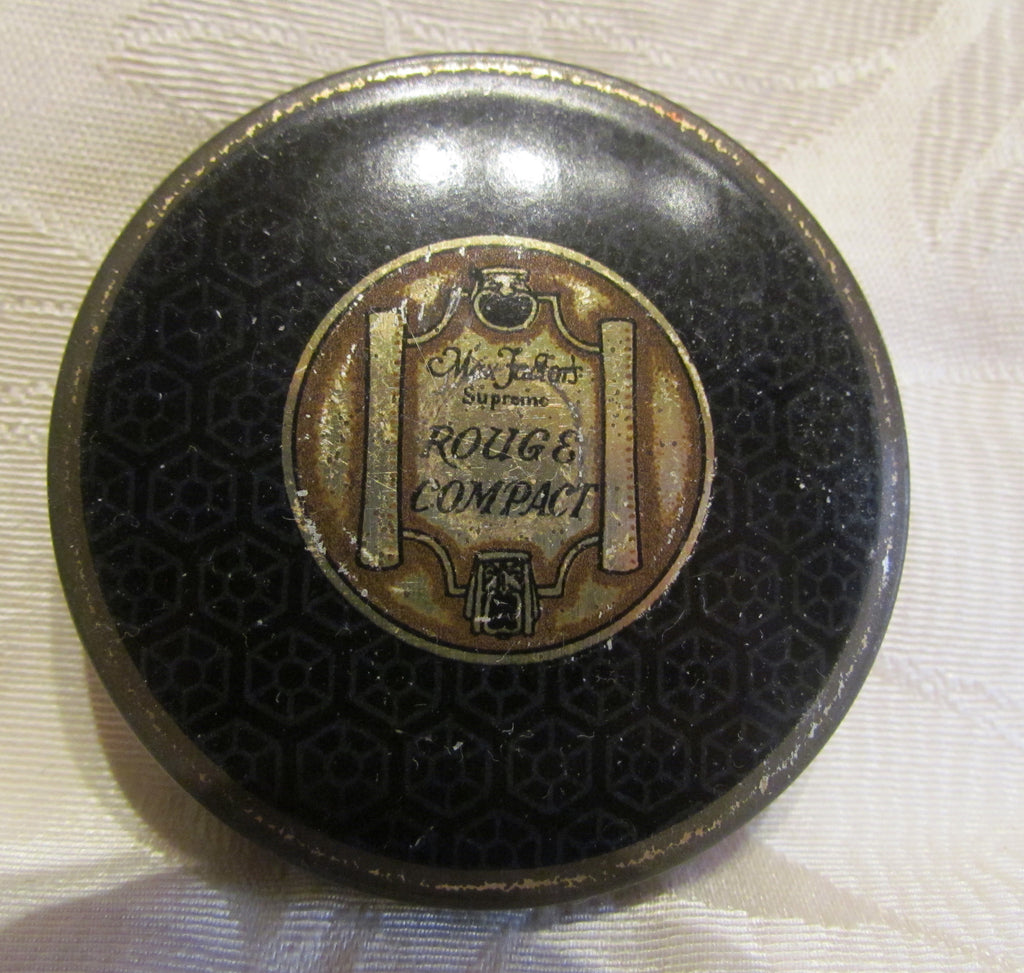 Max Factor's
Supreme
ROUGE
COMPACT